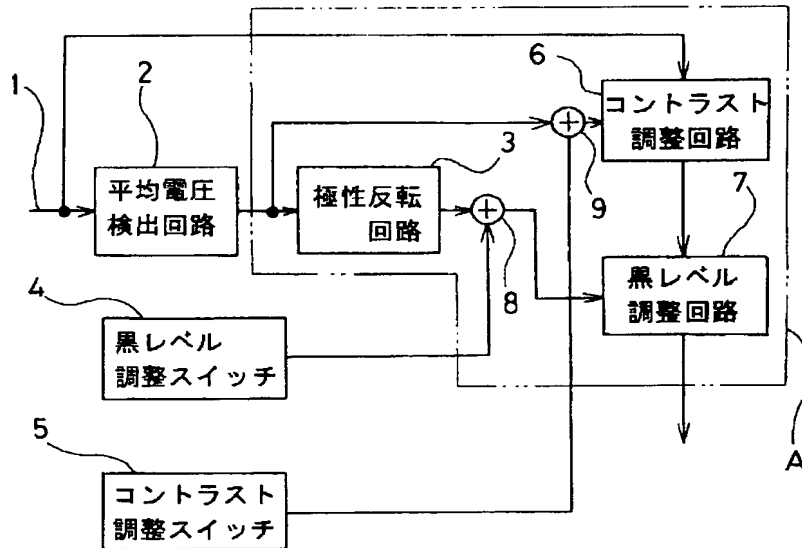 1
2
平均電圧
検出回路
3
極性反転
回路
6
コントラスト
調整回路
9
7
黒レベル
調整回路
8
4
黒レベル
調整スイッチ
5
コントラスト
調整スイッチ
A